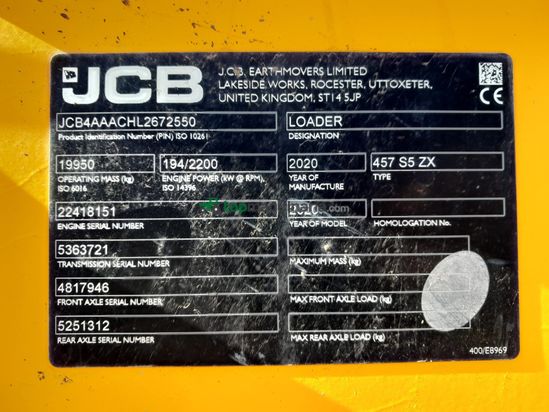 JCB
J.C.B. EARTHMOVERS LIMITED
LAKESIDE WORKS, ROCESTER, UTTOXETER,
UNITED KINGDOM, ST14 5JP
CE
JCB4AAACHL2672550
Product Identification Number (PIN) ISO 10261
LOADER
DESIGNATION
19950
OPERATING MASS (kg)
ISO 6016
194/2200
ENGINE POWER (kW @ RPM),
ISO 14396
2020
YEAR OF
MANUFACTURE
457 S5 ZX
TYPE
22418151
ENGINE SERIAL NUMBER
YEAR OF MODEL
HOMOLOGATION No.
5363721
TRANSMISSION SERIAL NUMBER
MAXIMUM MASS (kg)
4817946
FRONT AXLE SERIAL NUMBER
MAX FRONT AXLE LOAD (kg)
5251312
REAR AXLE SERIAL NUMBER
MAX REAR AXLE LOAD (kg)
400/E8969